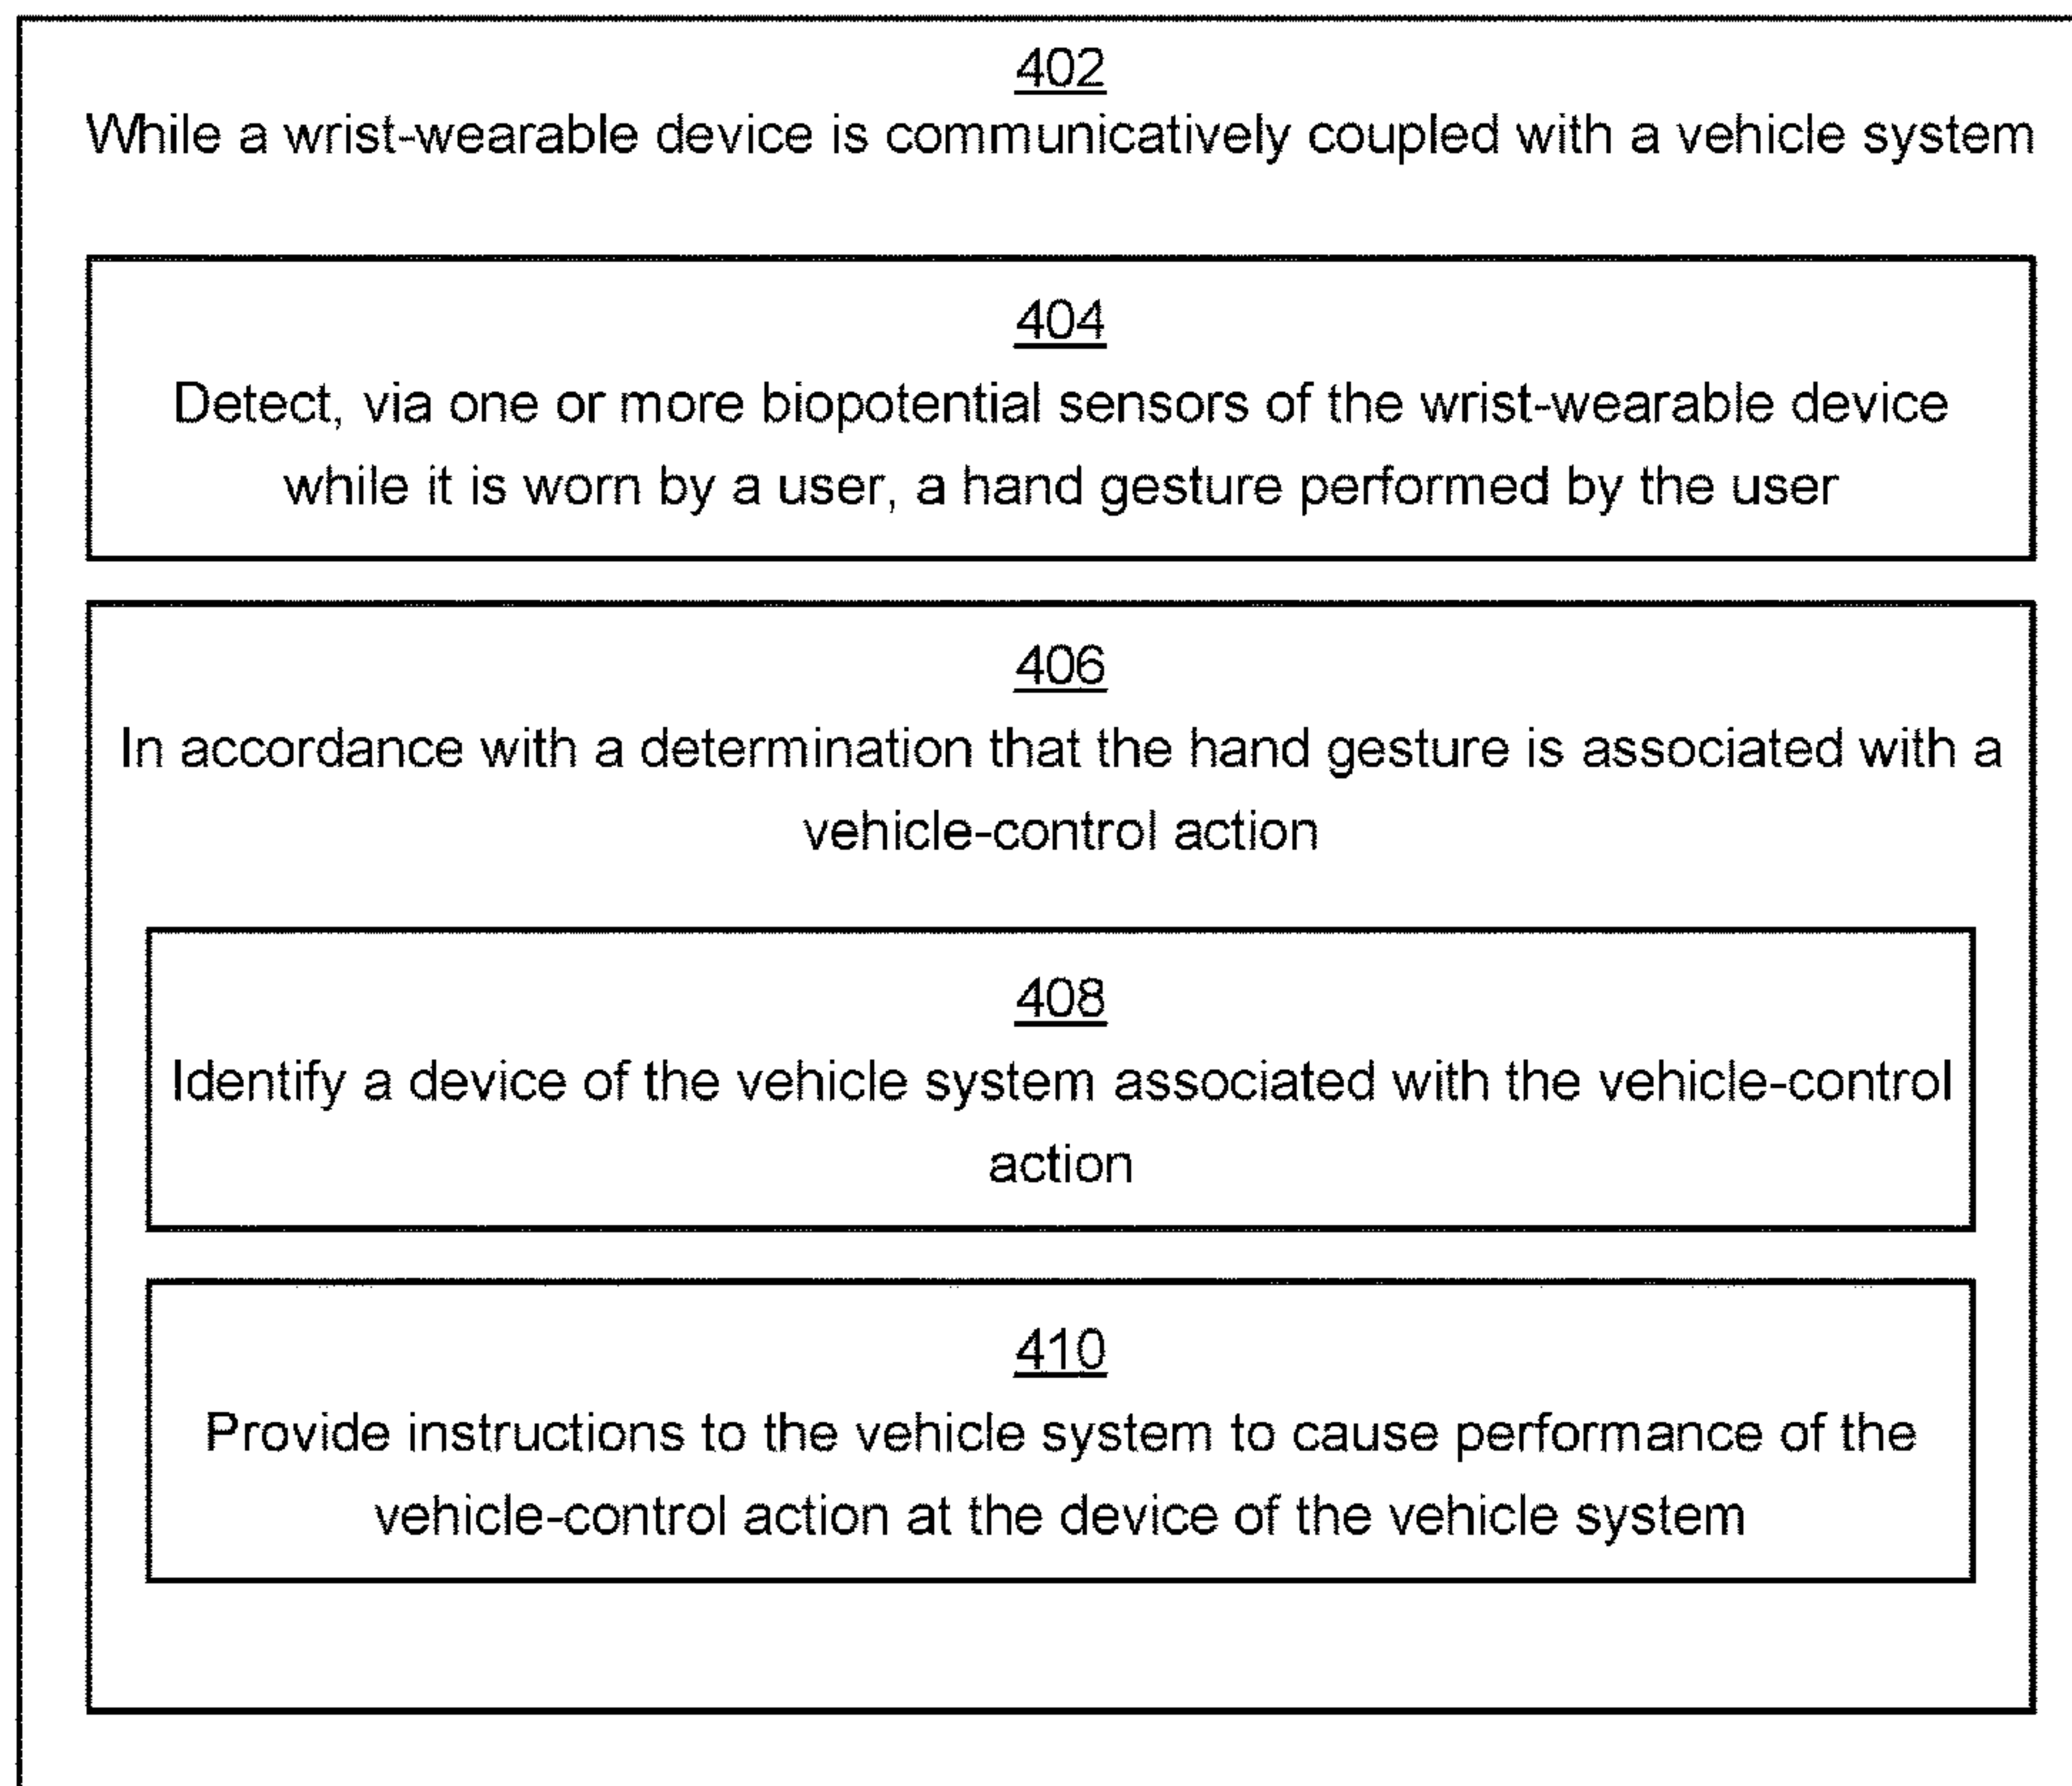 402
While a wrist-wearable device is communicatively coupled with a vehicle system
404
Detect, via one or more biopotential sensors of the wrist-wearable device
while it is worn by a user, a hand gesture performed by the user
406
In accordance with a determination that the hand gesture is associated with a
vehicle-control action
408
Identify a device of the vehicle system associated with the vehicle-control
action
410
Provide instructions to the vehicle system to cause performance of the
vehicle-control action at the device of the vehicle system